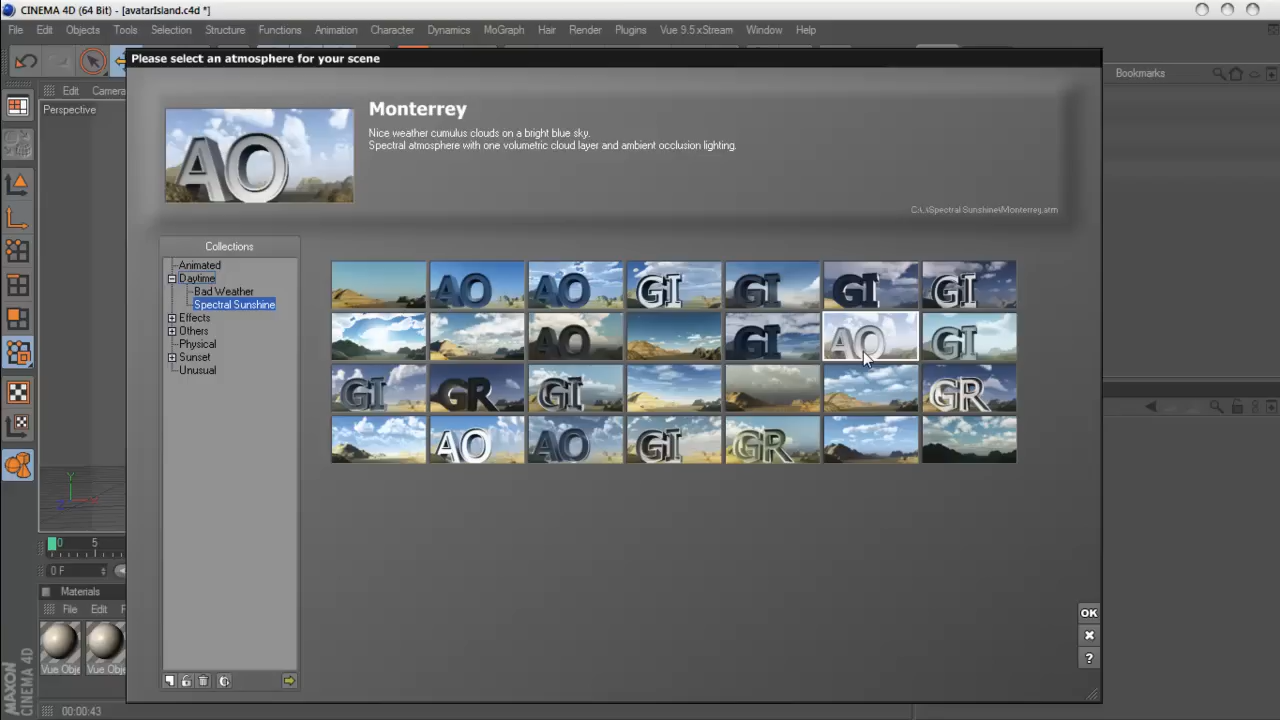 CINEMA 4D (64 Bit) - [avatarIsland.c4d *]
File Edit Objects Tools Selection Structure Functions Animation Character Dynamics MoGraph Hair Render Plugins Vue 9.5 xStream Window Help
Please select an atmosphere for your scene
Edit Camera
Bookmarks
Perspective
Monterrey
Nice weather cumulus clouds on a bright blue sky.
Spectral atmosphere with one volumetric cloud layer and ambient occlusion lighting.
AO
C:\...\Spectral Sunshine\Monterrey.atm
Collections
Animated
Daytime
Bad Weather
Spectral Sunshine
Effects
Others
Physical
Sunset
Unusual
AO AO GI GI GI GI
AO GI AO GI
GI GR GI GR
AO AO GI GR
Y
X
Z
0 5
0 F
Materials
File Edit F
Vue Obje Vue Obje
OK
?
MAXON
CINEMA 4D
00:00:43